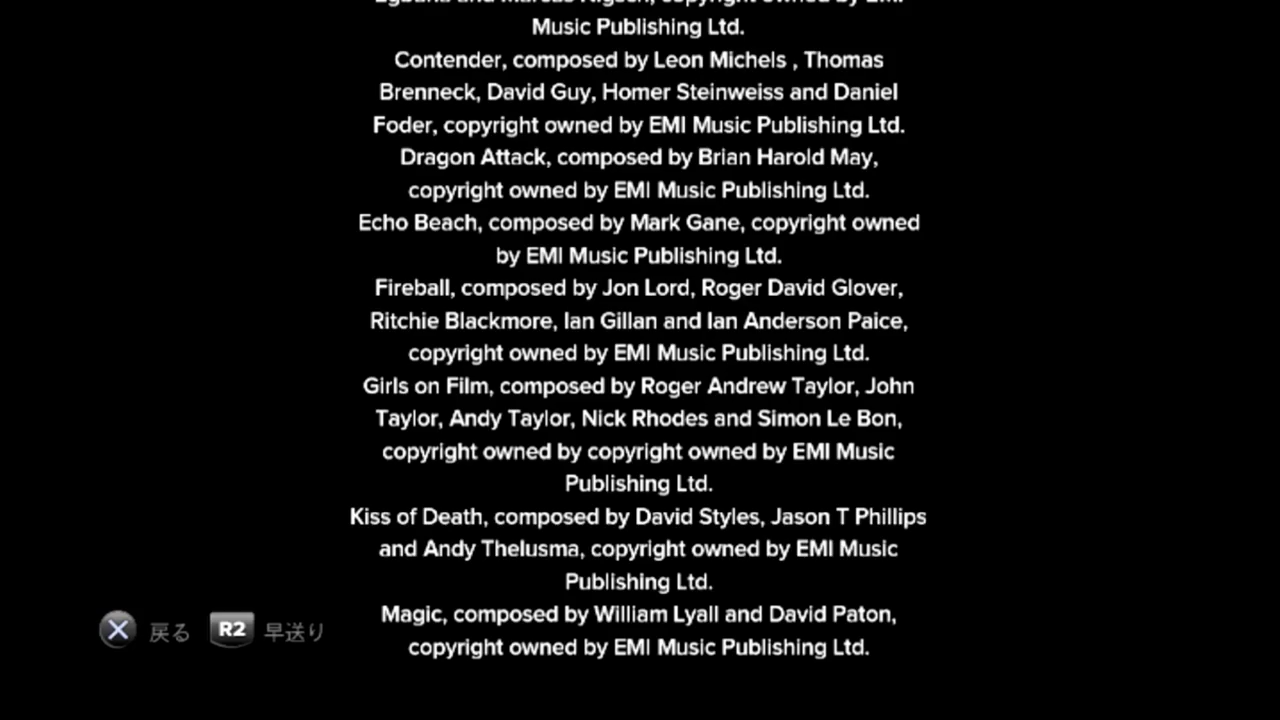 Music Publishing Ltd.
Contender, composed by Leon Michels , Thomas
Brenneck, David Guy, Homer Steinweiss and Daniel
Foder, copyright owned by EMI Music Publishing Ltd.
Dragon Attack, composed by Brian Harold May,
copyright owned by EMI Music Publishing Ltd.
Echo Beach, composed by Mark Gane, copyright owned
by EMI Music Publishing Ltd.
Fireball, composed by Jon Lord, Roger David Glover,
Ritchie Blackmore, Ian Gillan and Ian Anderson Paice,
copyright owned by EMI Music Publishing Ltd.
Girls on Film, composed by Roger Andrew Taylor, John
Taylor, Andy Taylor, Nick Rhodes and Simon Le Bon,
copyright owned by copyright owned by EMI Music
Publishing Ltd.
Kiss of Death, composed by David Styles, Jason T Phillips
and Andy Thelusma, copyright owned by EMI Music
Publishing Ltd.
Magic, composed by William Lyall and David Paton,
copyright owned by EMI Music Publishing Ltd.
戻る R2 早送り